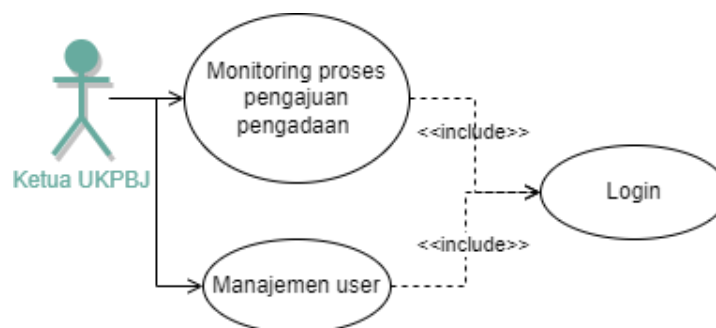 Monitoring proses
pengajuan
pengadaan
<<include>>
Ketua UKPBJ
Login
<<include>>
Manajemen user